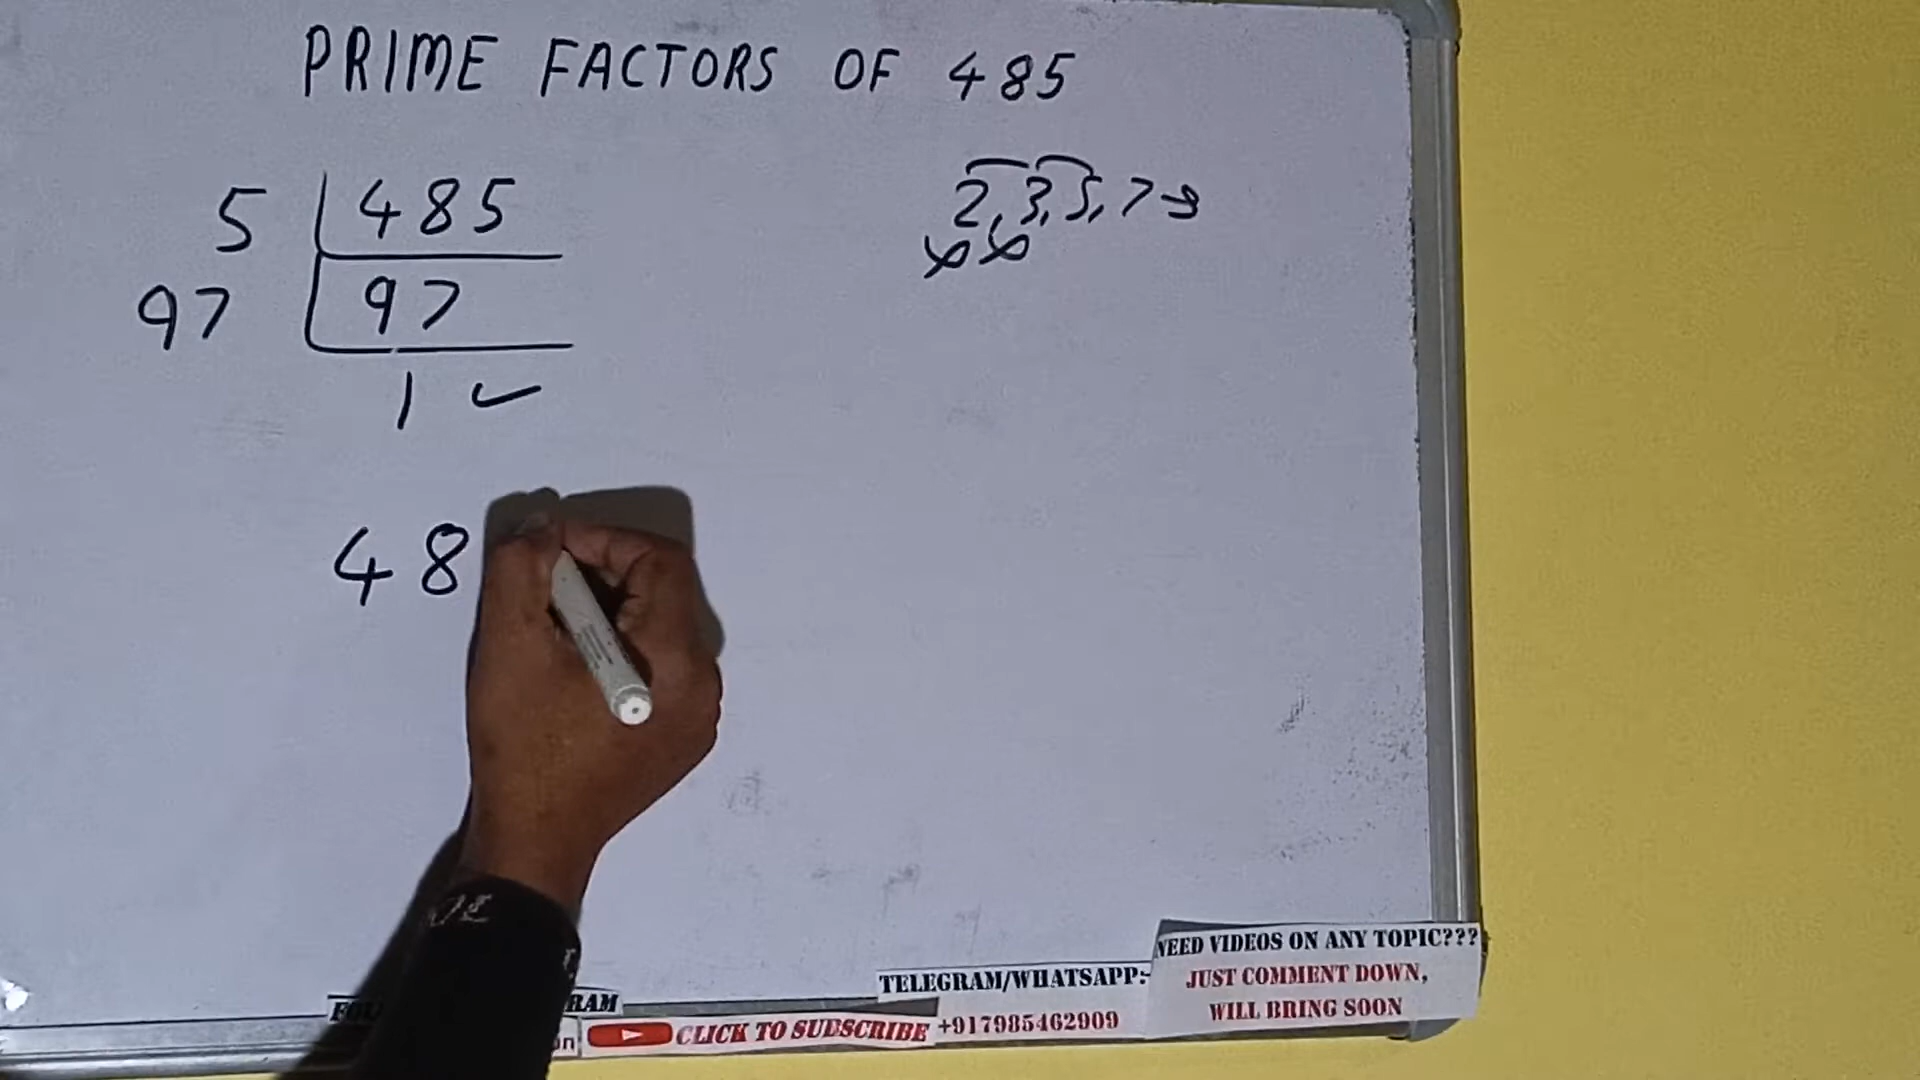 PRIME FACTORS OF 485
5 485
2, 3, 5, 7
97 97
1
48
NEED VIDEOS ON ANY TOPIC???
JUST COMMENT DOWN,
WILL BRING SOON
TELEGRAM/WHATSAPP:-
+917985462909
CLICK TO SUBSCRIBE